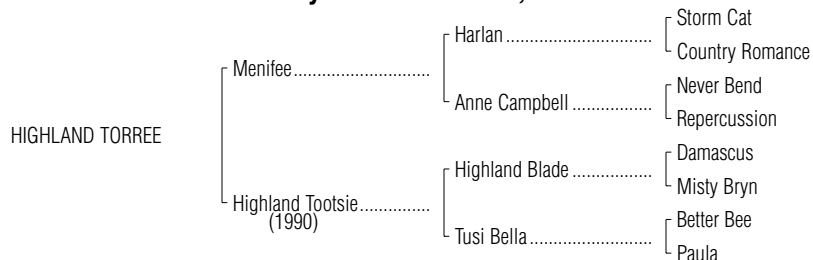 Storm Cat
Harlan
Country Romance
Menifee
Never Bend
Anne Campbell
Repercussion
HIGHLAND TORREE
Damascus
Highland Blade
Misty Bryn
Highland Tootsie
(1990)
Better Bee
Tusi Bella
Paula